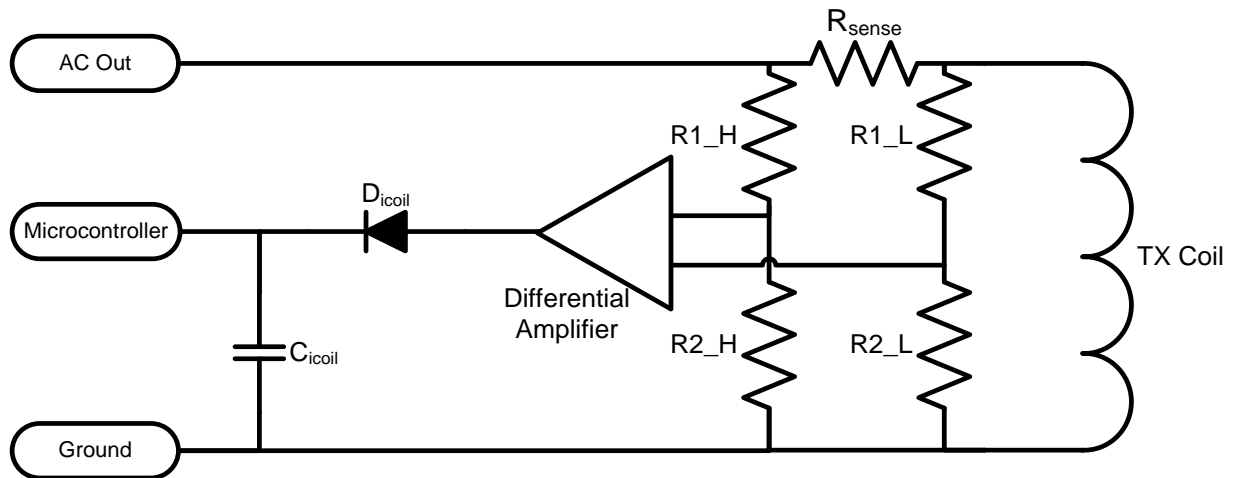 AC Out
Rsense
R1_H
R1_L
Dicoil
Microcontroller
TX Coil
Differential
Amplifier
R2_H
R2_L
Cicoil
Ground